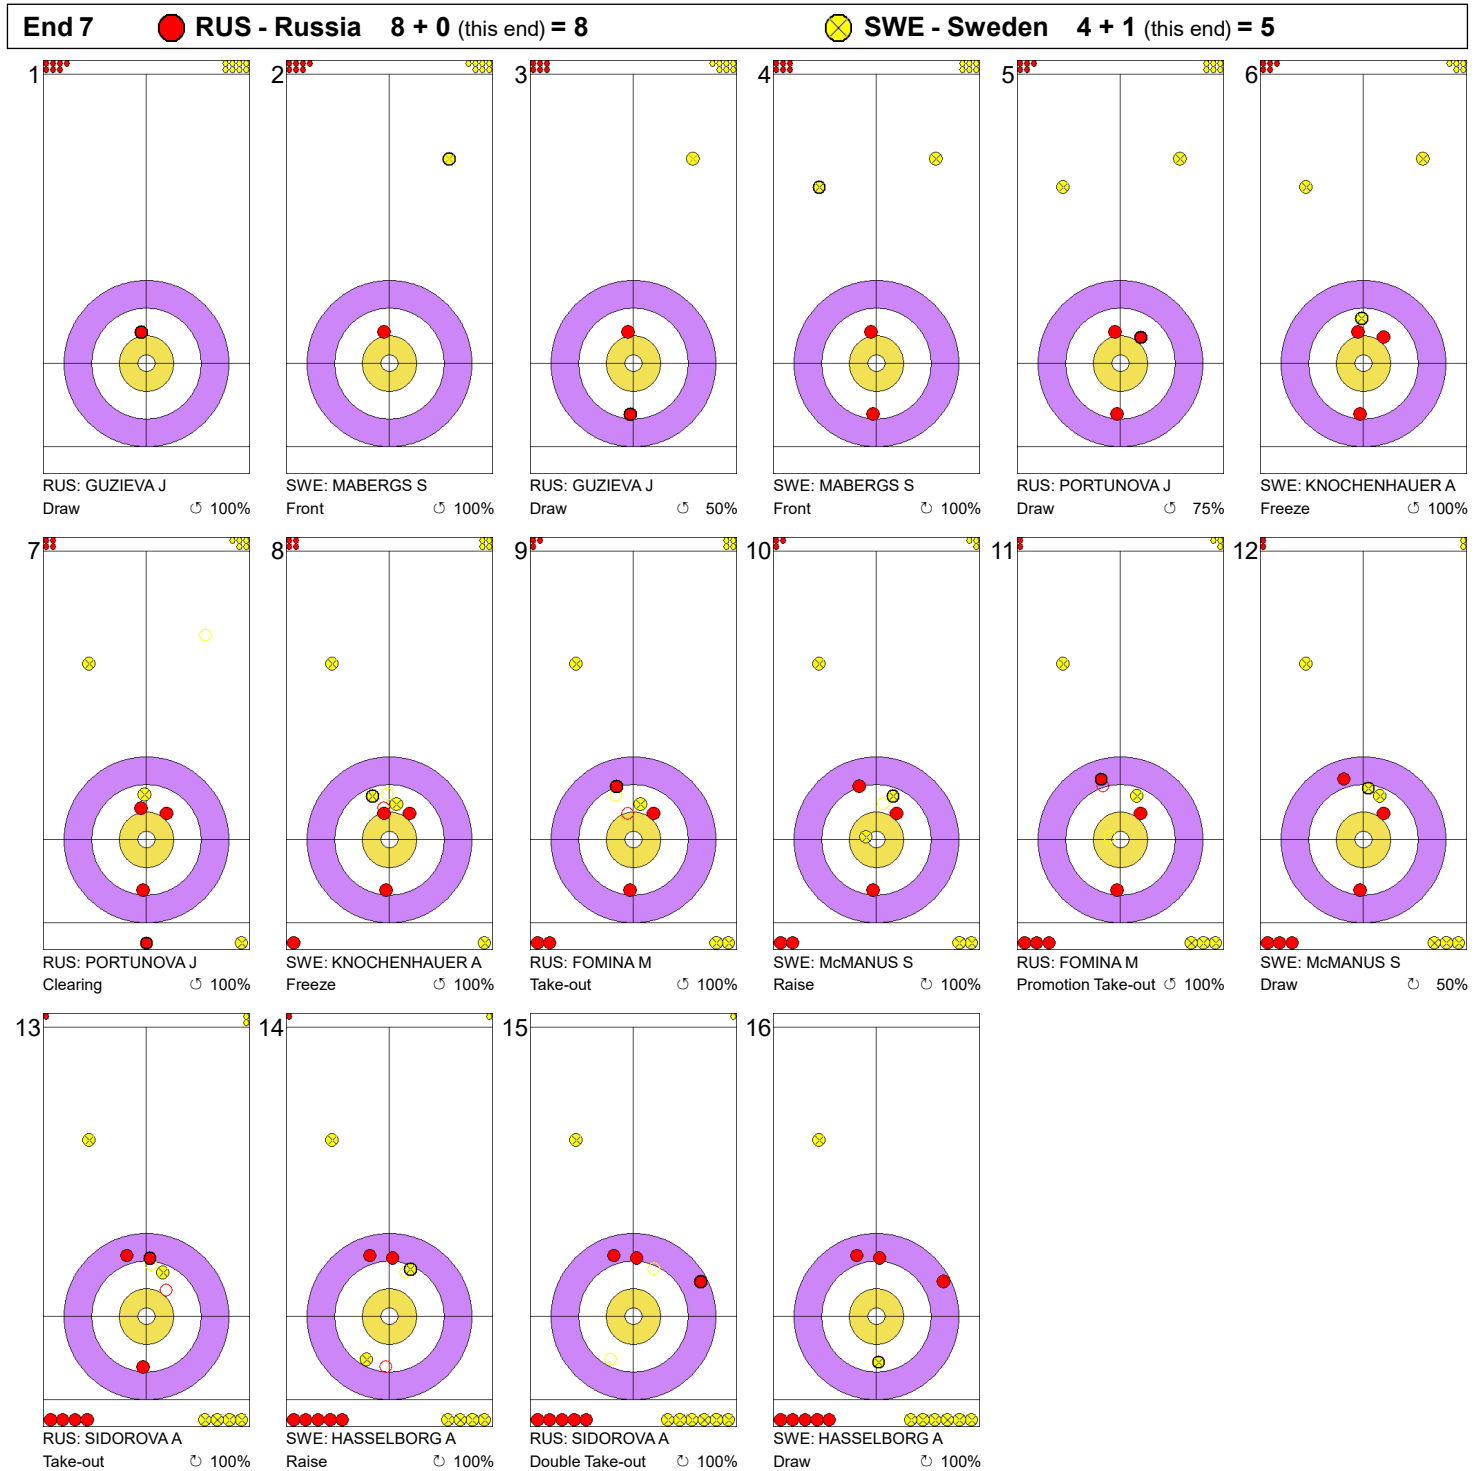 End 7 RUS - Russia 8 + 0 (this end) = 8 SWE - Sweden 4 + 1 (this end) = 5
1 2 3 4 5 6
RUS: GUZIEVA J SWE: MABERGS S RUS: GUZIEVA J SWE: MABERGS S RUS: PORTUNOVA J SWE: KNOCHENHAUER A
Draw ↺ 100% Front ↺ 100% Draw ↺ 50% Front ↻ 100% Draw ↺ 75% Freeze ↻ 100%
7 8 9 10 11 12
RUS: PORTUNOVA J SWE: KNOCHENHAUER A RUS: FOMINA M SWE: McMANUS S RUS: FOMINA M SWE: McMANUS S
Clearing ↺ 100% Freeze ↺ 100% Take-out ↺ 100% Raise ↻ 100% Promotion Take-out ↺ 100% Draw ↻ 50%
13 14 15 16
RUS: SIDOROVA A SWE: HASSELBORG A RUS: SIDOROVA A SWE: HASSELBORG A
Take-out ↻ 100% Raise ↻ 100% Double Take-out ↻ 100% Draw ↻ 100%